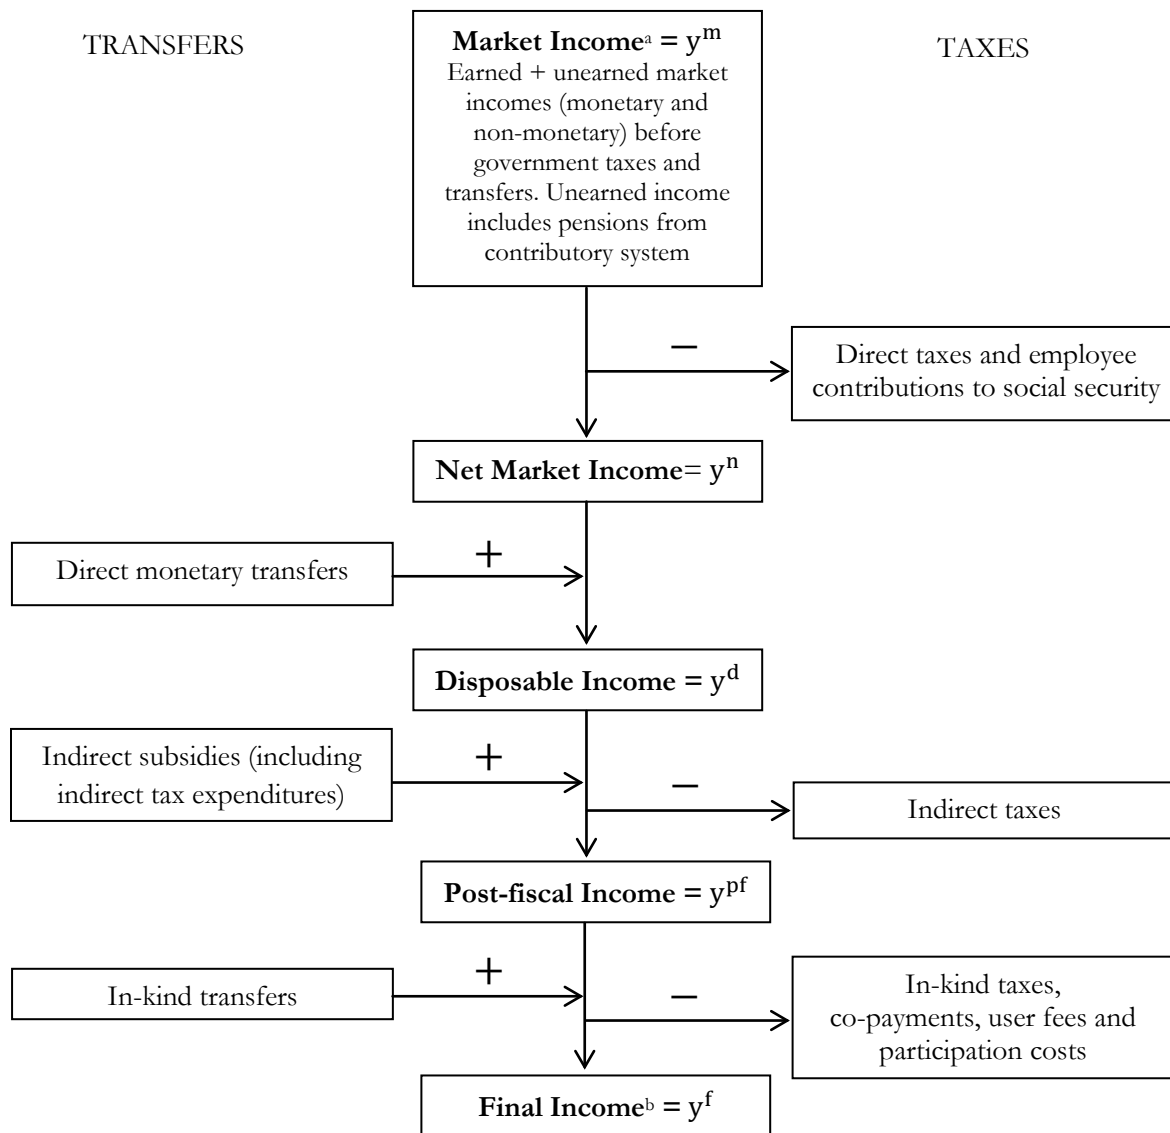 TRANSFERS
TAXES
Market Incomeᵃ = yᵐ
Earned + unearned market
incomes (monetary and
non-monetary) before
government taxes and
transfers. Unearned income
includes pensions from
contributory system
−
Direct taxes and employee
contributions to social security
Net Market Income= yⁿ
+
Direct monetary transfers
Disposable Income = yᵈ
+
Indirect subsidies (including
indirect tax expenditures)
−
Indirect taxes
Post-fiscal Income = yᵖᶠ
+
In-kind transfers
−
In-kind taxes,
co-payments, user fees and
participation costs
Final Incomeᵇ = yᶠ